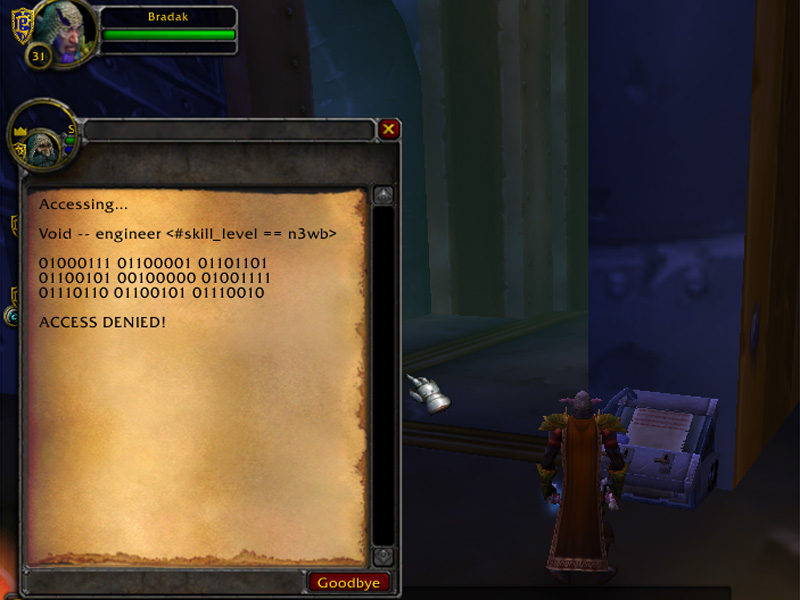 Bradak
31
S
Accessing...
Void -- engineer <#skill_level == n3wb>
01000111 01100001 01101101
01100101 00100000 01001111
01110110 01100101 01110010
ACCESS DENIED!
Goodbye